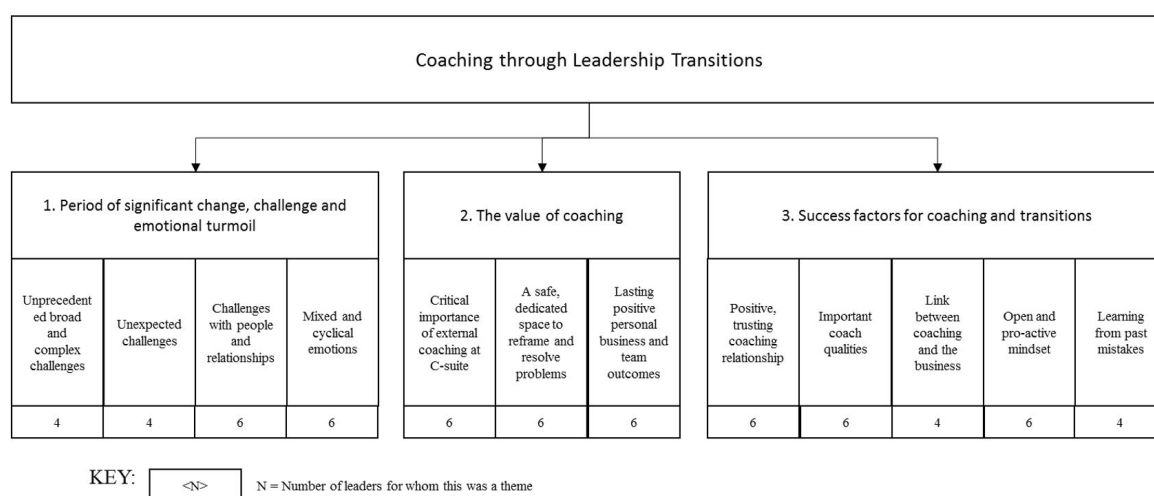 Coaching through Leadership Transitions
1. Period of significant change, challenge and
emotional turmoil
2. The value of coaching
3. Success factors for coaching and transitions
Unprecedent
ed broad
and
complex
challenges
Unexpected
challenges
Challenges
with people
and
relationships
Mixed and
cyclical
emotions
Critical
importance
of external
coaching at
C-suite
A safe,
dedicated
space to
reframe and
resolve
problems
Lasting
positive
personal
business and
team
outcomes
Positive,
trusting
coaching
relationship
Important
coach
qualities
Link
between
coaching
and the
business
Open and
pro-active
mindset
Learning
from past
mistakes
4
4
6
6
6
6
6
6
6
4
6
4
KEY:
<N>
N = Number of leaders for whom this was a theme